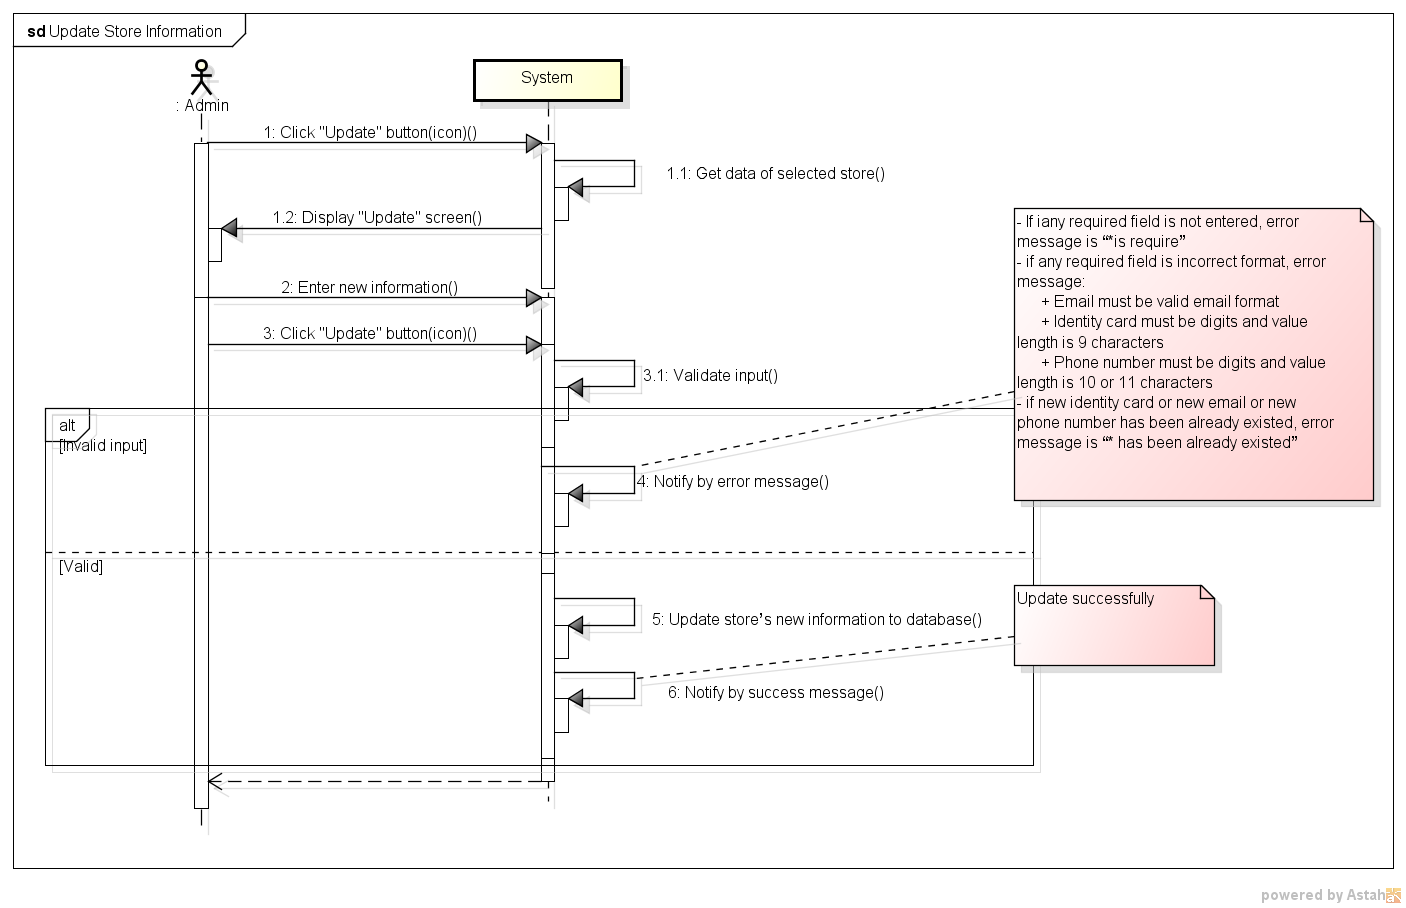 sd Update Store Information
: Admin
System
1: Click "Update" button(icon)()
1.1: Get data of selected store()
1.2: Display "Update" screen()
2: Enter new information()
3: Click "Update" button(icon)()
3.1: Validate input()
- If iany required field is not entered, error
message is “*is require”
- if any required field is incorrect format, error
message:
+ Email must be valid email format
+ Identity card must be digits and value
length is 9 characters
+ Phone number must be digits and value
length is 10 or 11 characters
- if new identity card or new email or new
phone number has been already existed, error
message is “* has been already existed”
alt
[Invalid input]
4: Notify by error message()
[Valid]
Update successfully
5: Update store’s new information to database()
6: Notify by success message()
powered by Astah